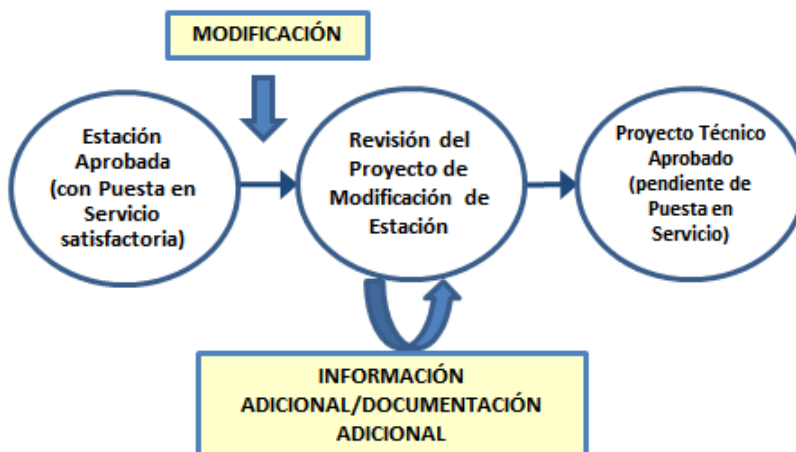 MODIFICACIÓN
Estación
Aprobada
(con Puesta en
Servicio
satisfactoria)
Revisión del
Proyecto de
Modificación de
Estación
Proyecto Técnico
Aprobado
(pendiente de
Puesta en
Servicio)
INFORMACIÓN
ADICIONAL/DOCUMENTACIÓN
ADICIONAL